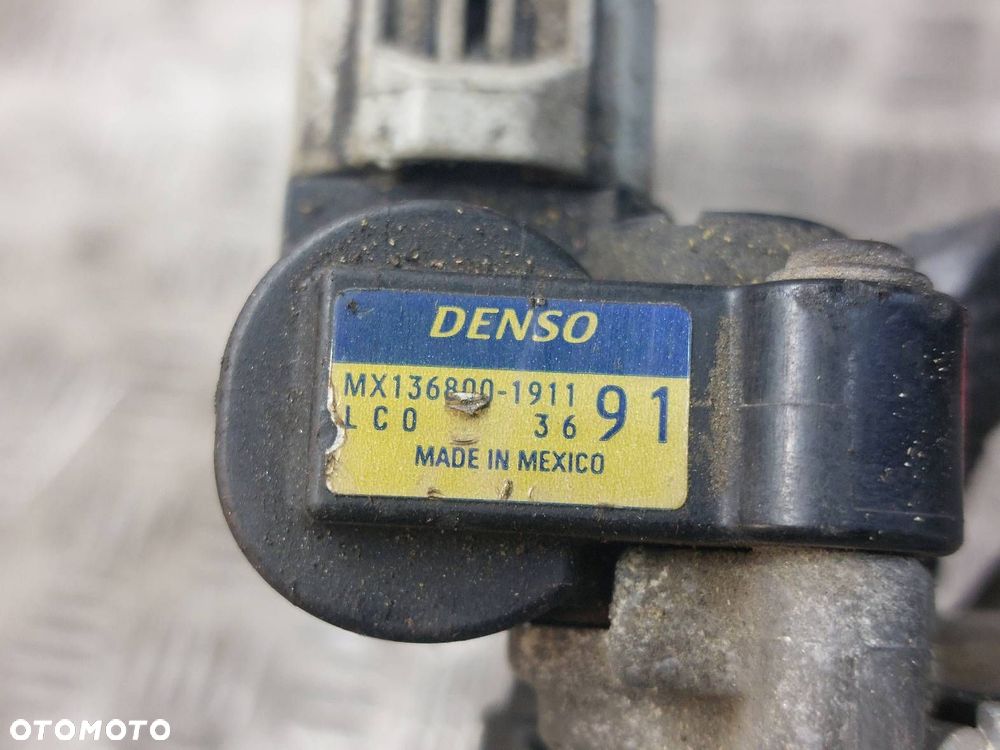 DENSO
MX136800-1911
LC0 36 91
MADE IN MEXICO
OTOMOTO